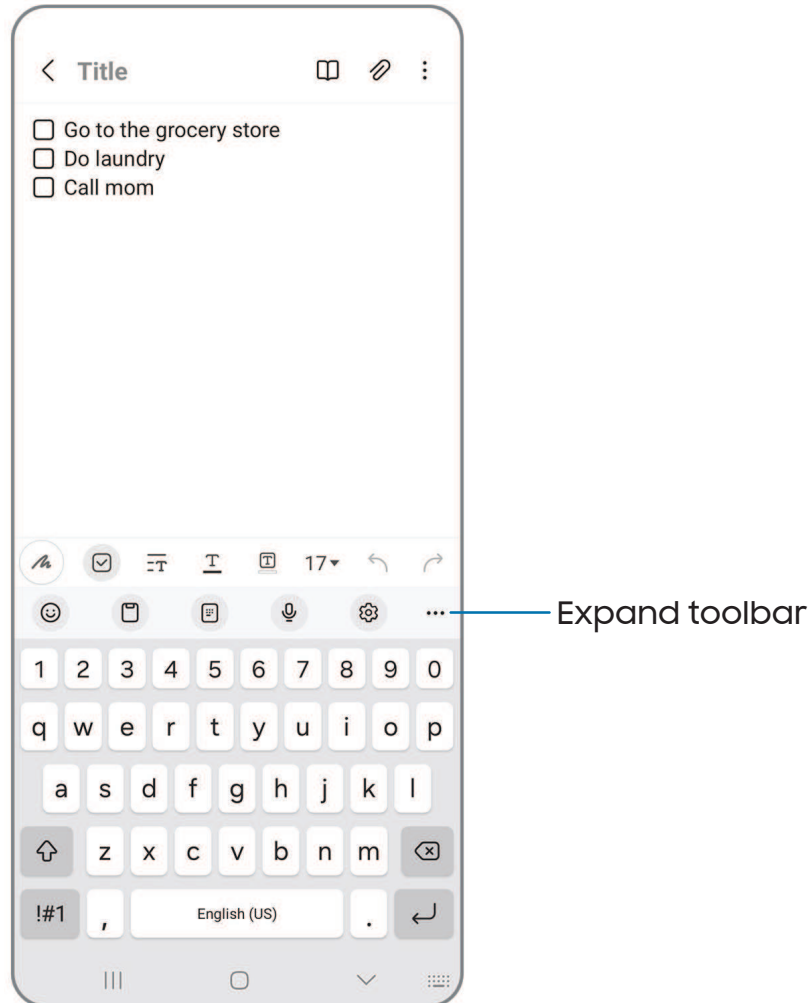 Title
Go to the grocery store
Do laundry
Call mom
17
Expand toolbar
1 2 3 4 5 6 7 8 9 0
q w e r t y u i o p
a s d f g h j k l
z x c v b n m
!#1 , English (US) .